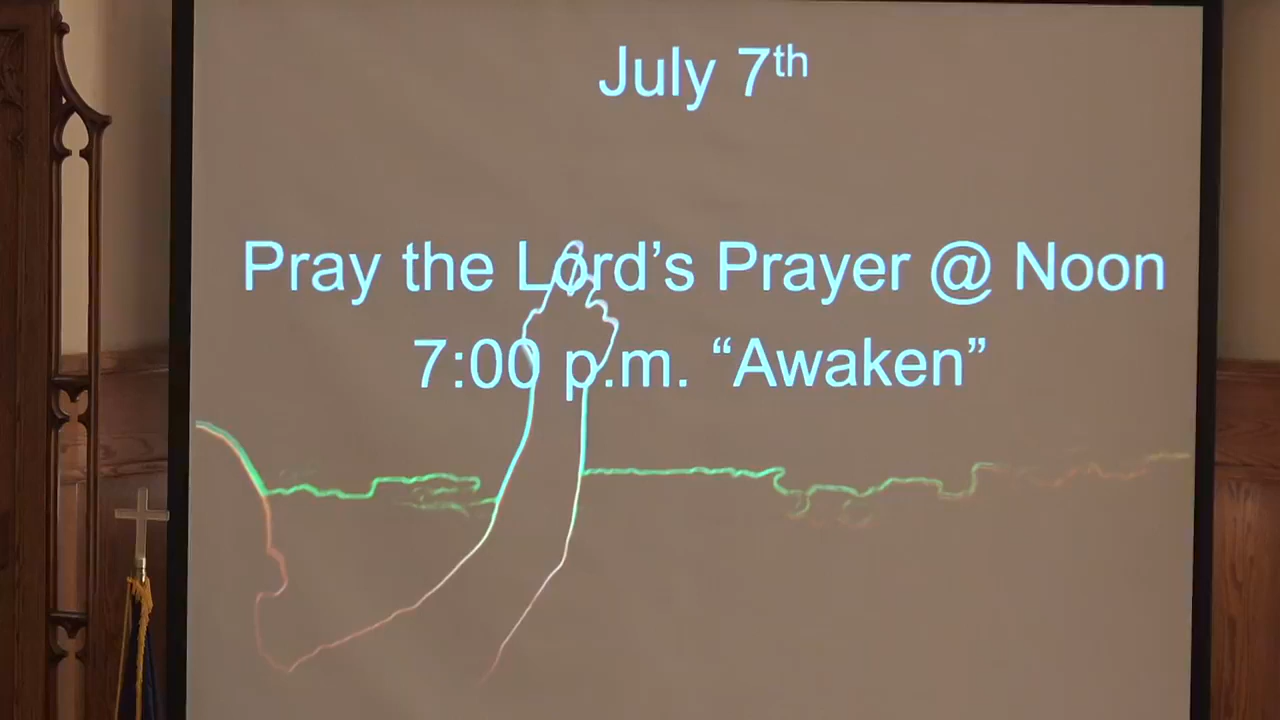 July 7th
Pray the Lord’s Prayer @ Noon
7:00 p.m. “Awaken”